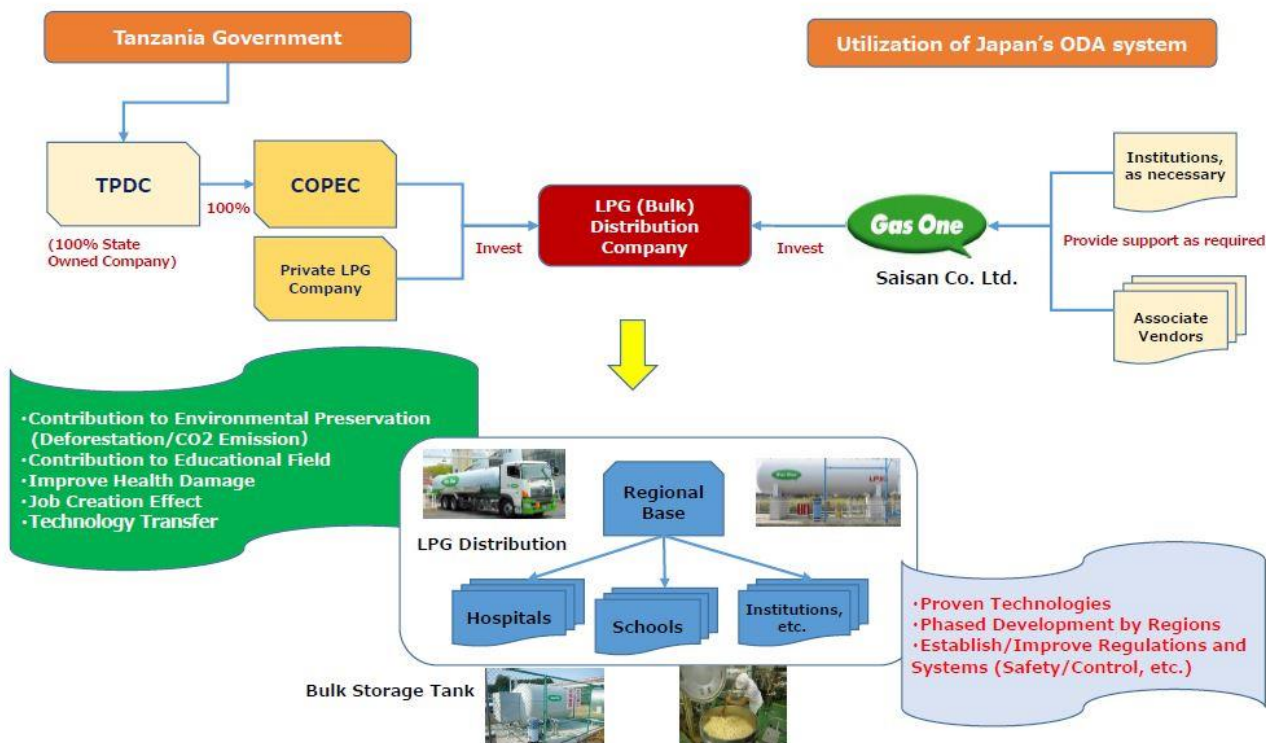 Tanzania Government
Utilization of Japan's ODA system
TPDC
100%
(100% State
Owned Company)
COPEC
Private LPG
Company
Invest
LPG (Bulk)
Distribution
Company
Invest
Gas One
Saisan Co. Ltd.
Institutions,
as necessary
Provide support as required
Associate
Vendors
・Contribution to Environmental Preservation
(Deforestation/CO2 Emission)
・Contribution to Educational Field
・Improve Health Damage
・Job Creation Effect
・Technology Transfer
Regional
Base
LPG Distribution
Hospitals
Schools
Institutions,
etc.
Bulk Storage Tank
・Proven Technologies
・Phased Development by Regions
・Establish/Improve Regulations and
Systems (Safety/Control, etc.)